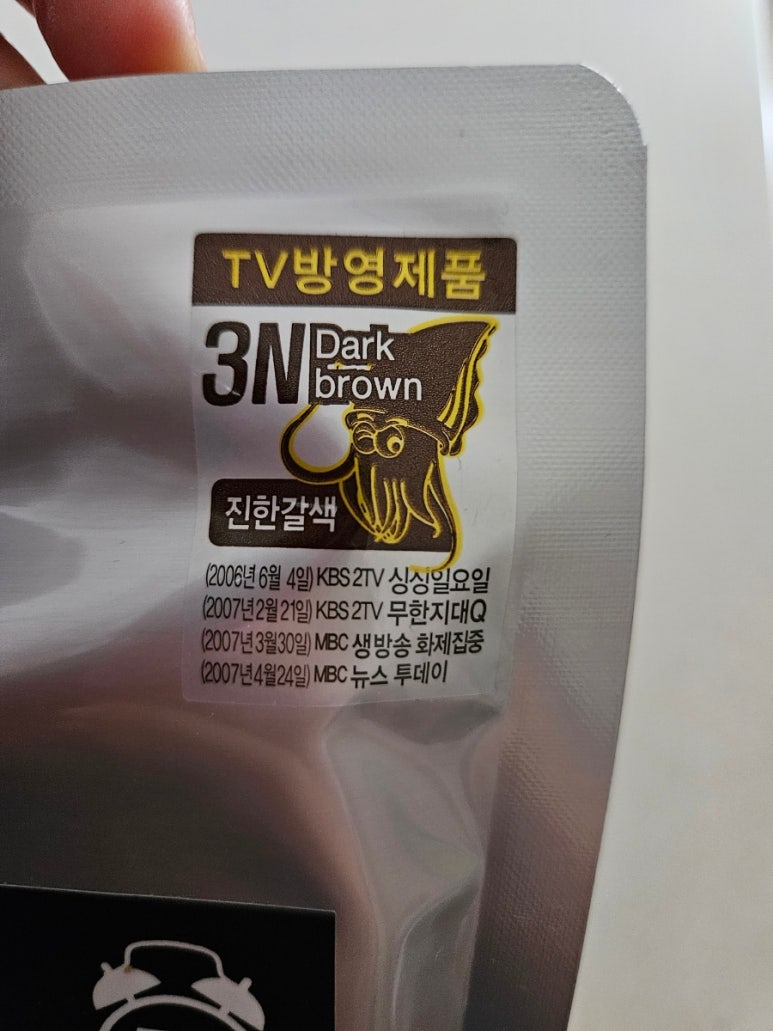 TV방영제품
3N Dark
brown
진한갈색
(2006년 6월 4일) KBS 2TV 싱싱일요일
(2007년 2월 21일) KBS 2TV 무한지대Q
(2007년 3월30일) MBC 생방송 화제집중
(2007년 4월 24일) MBC 뉴스 투데이